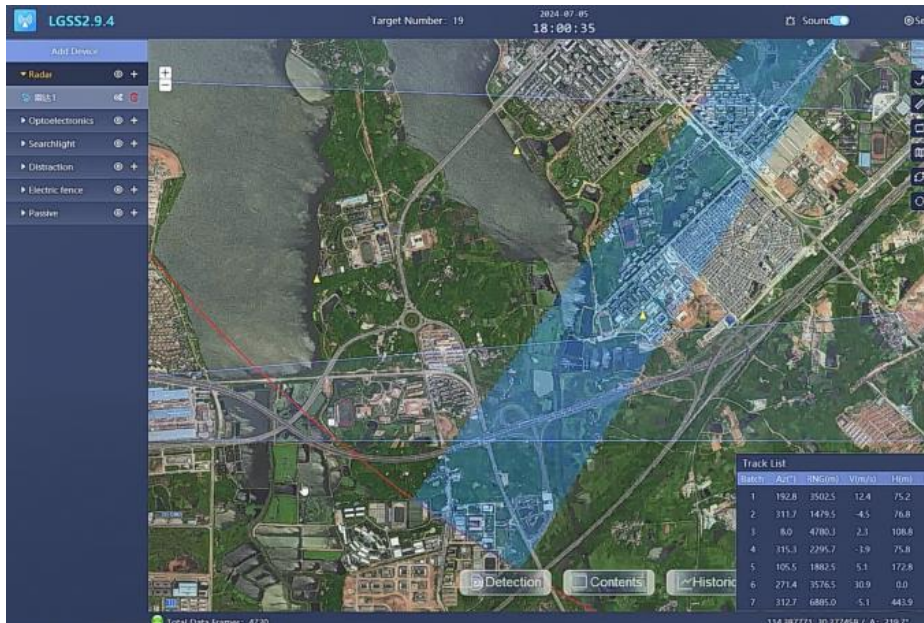 LGSS2.9.4
Target Number: 19
2024-07-05
18:00:35
Sound
Add Device
Radar
雷达1
Optoelectronics
Searchlight
Distraction
Electric fence
Passive
Track List
Batch Az(°) RNG(m) V(m/s) H(m)
1 192.8 3502.5 12.4 75.2
2 311.7 1479.5 -4.5 76.8
3 8.0 4780.3 2.3 108.8
4 315.3 2295.7 -3.9 75.8
5 105.5 1882.5 5.1 172.8
6 271.4 3576.5 30.9 0.0
7 312.7 6885.0 -5.1 443.9
Detection
Contents
Historic
Total Data Frames: 4730